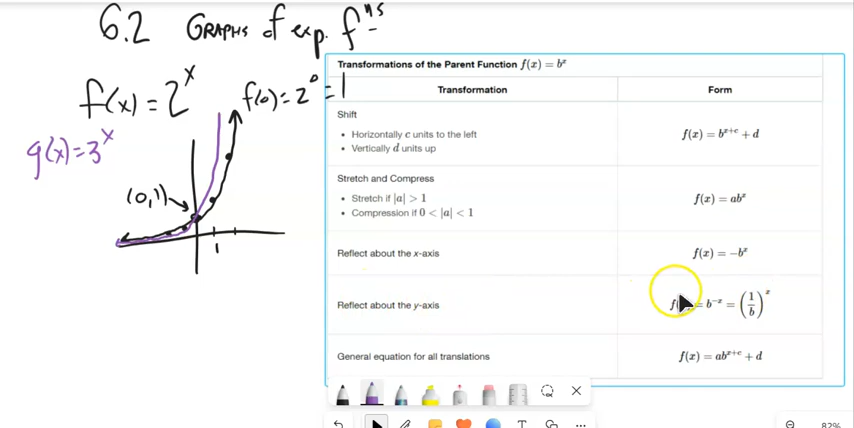 6.2 GRAPHS of exp. fns
f(x) = 2^x
f(0) = 2^0 = 1
g(x) = 3^x
(0,1)
1
Transformations of the Parent Function f(x) = b^x
Transformation Form
Shift
• Horizontally c units to the left
• Vertically d units up
f(x) = b^{x+c} + d
Stretch and Compress
• Stretch if |a| > 1
• Compression if 0 < |a| < 1
f(x) = ab^x
Reflect about the x-axis f(x) = −b^x
Reflect about the y-axis f = b^{−x} = (1/b)^x
General equation for all translations f(x) = ab^{x+c} + d
82%